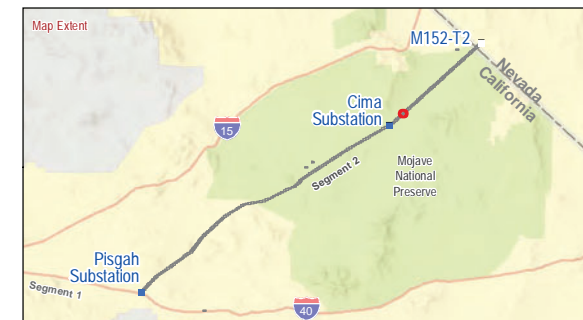 Map Extent
M152-T2
Nevada
California
Cima
Substation
15
Mojave
National
Preserve
Segment 2
Pisgah
Substation
Segment 1
40